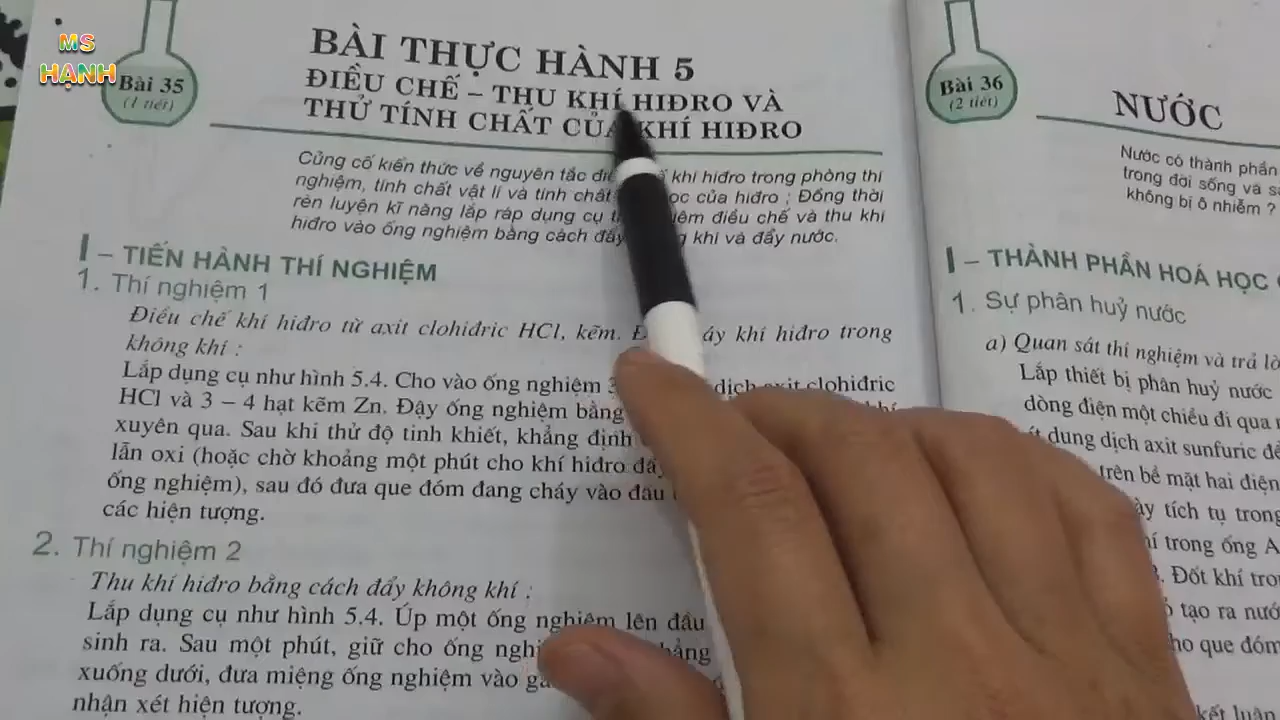 MS
HẠNH
Bài 35
(1 tiết)
BÀI THỰC HÀNH 5
ĐIỀU CHẾ – THU KHÍ HIĐRO VÀ
THỬ TÍNH CHẤT CỦA KHÍ HIĐRO
Củng cố kiến thức về nguyên tắc khí hiđro trong phòng thí
nghiệm, tính chất vật lí và tính chất của hiđro ; Đồng thời
rèn luyện kĩ năng lắp ráp dụng cụ điều chế và thu khí
hiđro vào ống nghiệm bằng cách đẩy khí và đẩy nước.
I – TIẾN HÀNH THÍ NGHIỆM
1. Thí nghiệm 1
Điều chế khí hiđro từ axit clohiđric HCl, kẽm. khí hiđro trong
không khí :
Lắp dụng cụ như hình 5.4. Cho vào ống nghiệm dịch axit clohiđric
HCl và 3 – 4 hạt kẽm Zn. Đậy ống nghiệm bằng
xuyên qua. Sau khi thử độ tinh khiết, khẳng định
lẫn oxi (hoặc chờ khoảng một phút cho khí hiđro
ống nghiệm), sau đó đưa que đóm đang cháy vào đầu
các hiện tượng.
2. Thí nghiệm 2
Thu khí hiđro bằng cách đẩy không khí :
Lắp dụng cụ như hình 5.4. Úp một ống nghiệm lên đầu
sinh ra. Sau một phút, giữ cho ống
xuống dưới, đưa miệng ống nghiệm vào
nhận xét hiện tượng.
Bài 36
(2 tiết)
NƯỚC
Nước có thành phần
trong đời sống và
không bị ô nhiễm ?
I – THÀNH PHẦN HOÁ HỌC
1. Sự phân huỷ nước
a) Quan sát thí nghiệm và trả
Lắp thiết bị phân huỷ nước
dòng điện một chiều đi qua
dung dịch axit sunfuric
trên bề mặt hai
tích tụ trong
khí trong ống A
Đốt khí
tạo ra
cho que đóm
kết luận